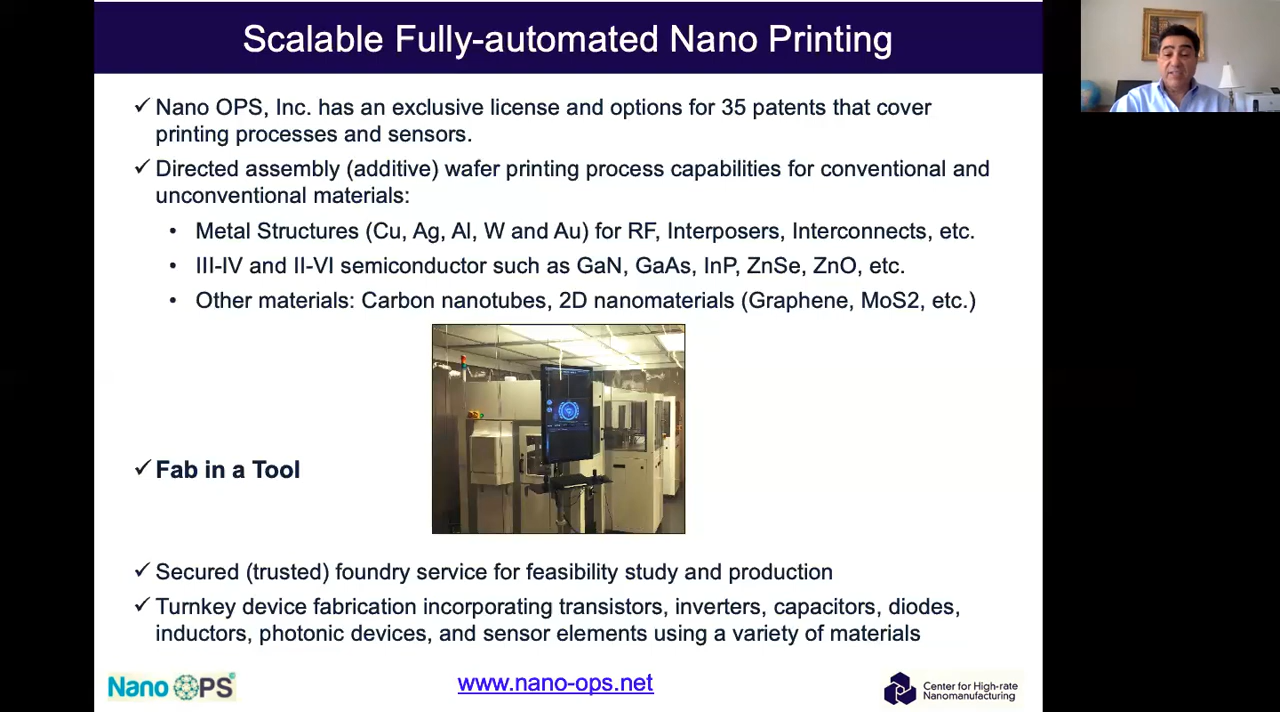 Scalable Fully-automated Nano Printing
✓ Nano OPS, Inc. has an exclusive license and options for 35 patents that cover
printing processes and sensors.
✓ Directed assembly (additive) wafer printing process capabilities for conventional and
unconventional materials:
• Metal Structures (Cu, Ag, Al, W and Au) for RF, Interposers, Interconnects, etc.
• III-IV and II-VI semiconductor such as GaN, GaAs, InP, ZnSe, ZnO, etc.
• Other materials: Carbon nanotubes, 2D nanomaterials (Graphene, MoS2, etc.)
✓ Fab in a Tool
✓ Secured (trusted) foundry service for feasibility study and production
✓ Turnkey device fabrication incorporating transistors, inverters, capacitors, diodes,
inductors, photonic devices, and sensor elements using a variety of materials
Nano OPS
www.nano-ops.net
Center for High-rate
Nanomanufacturing